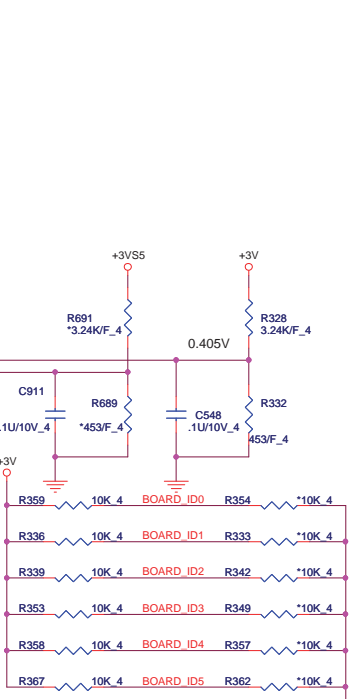 +3VS5 +3V
R691 R328
*3.24K/F_4 3.24K/F_4
0.405V
C911 R689 C548 R332
.1U/10V_4 *453/F_4 .1U/10V_4 453/F_4
+3V
R359 10K_4 BOARD_ID0 R354 *10K_4
R336 10K_4 BOARD_ID1 R333 *10K_4
R339 10K_4 BOARD_ID2 R342 *10K_4
R353 10K_4 BOARD_ID3 R349 *10K_4
R358 10K_4 BOARD_ID4 R357 *10K_4
R367 10K_4 BOARD_ID5 R362 *10K_4